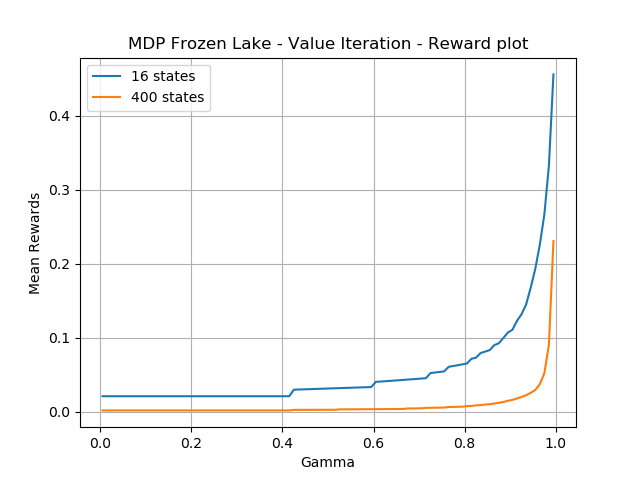 MDP Frozen Lake - Value Iteration - Reward plot
16 states
400 states
0.4
0.3
0.2
0.1
0.0
Mean Rewards
0.0 0.2 0.4 0.6 0.8 1.0
Gamma